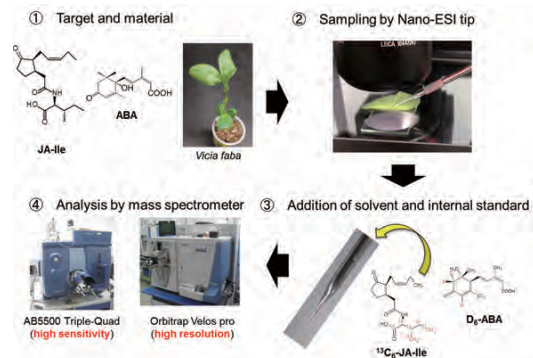 ① Target and material
JA-Ile
ABA
Vicia faba
② Sampling by Nano-ESI tip
③ Addition of solvent and internal standard
¹³C₆-JA-Ile
D₆-ABA
④ Analysis by mass spectrometer
AB5500 Triple-Quad
(high sensitivity)
Orbitrap Velos pro
(high resolution)